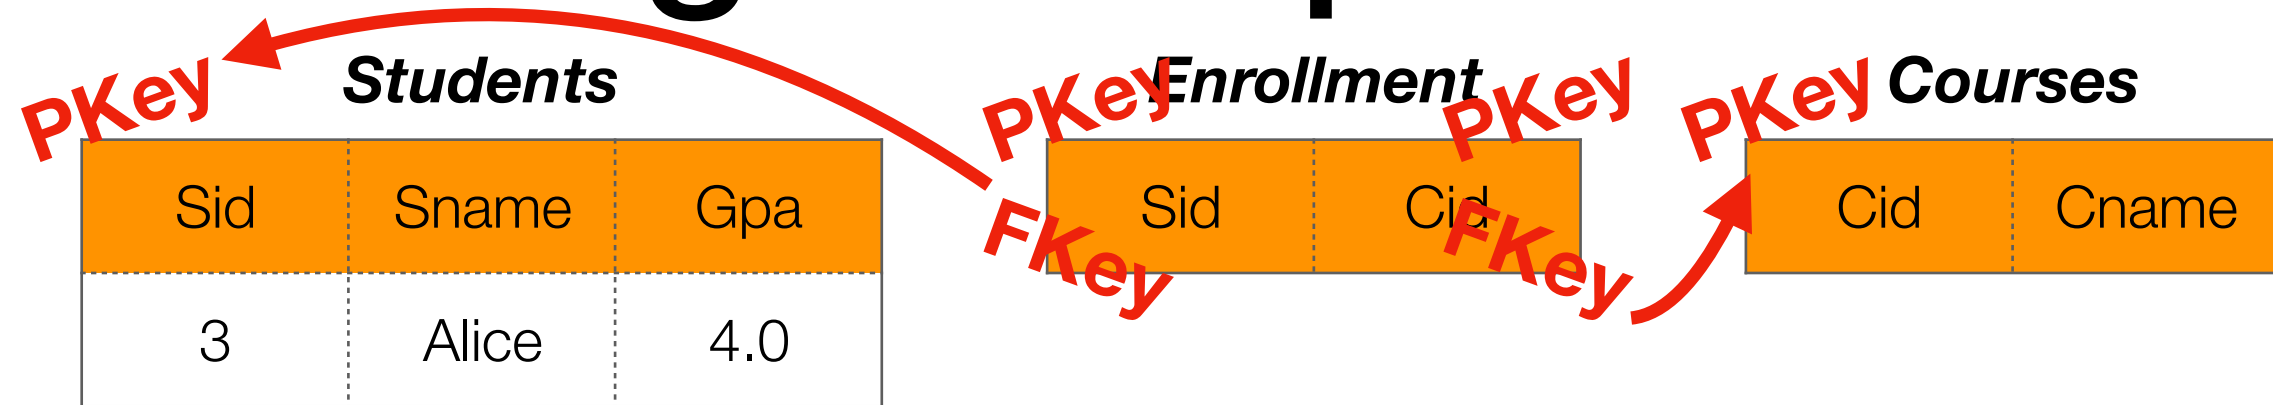 Students Enrollment Courses
PKey PKey PKey PKey
Sid Sname Gpa Sid Cid Cid Cname
FKey FKey
3 Alice 4.0